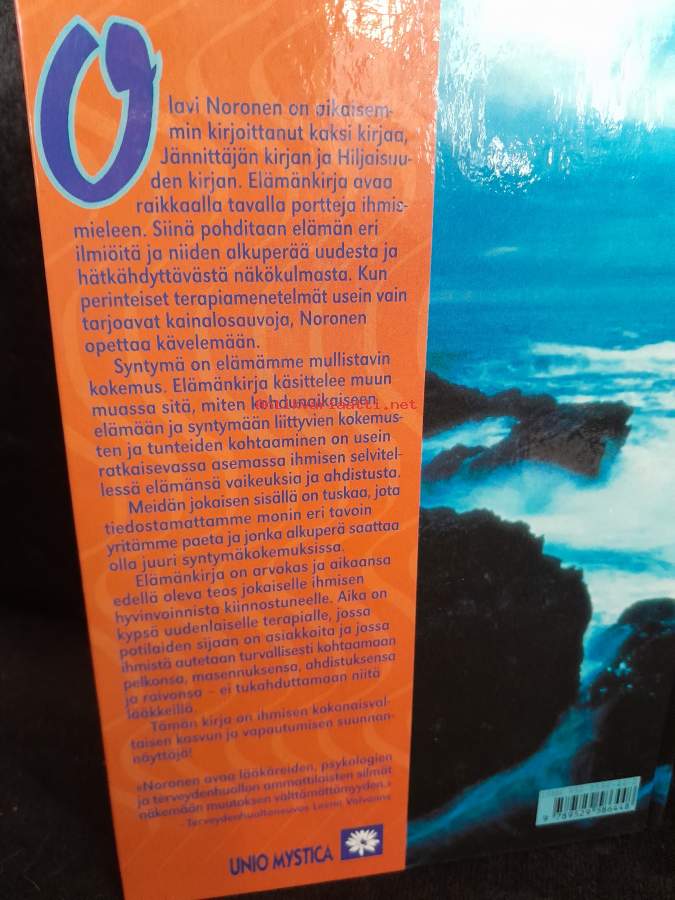 Olavi Noronen on aikaisem-
min kirjoittanut kaksi kirjaa,
Jännittäjän kirjan ja Hiljaisuu-
den kirjan. Elämänkirja avaa
raikkaalla tavalla portteja ihmis-
mieleen. Siinä pohditaan elämän eri
ilmiöitä ja niiden alkuperää uudesta ja
hätkähdyttävästä näkökulmasta. Kun
perinteiset terapiamenetelmät usein vain
tarjoavat kainalosauvoja, Noronen
opettaa kävelemään.
Syntymä on elämämme mullistavin
kokemus. Elämänkirja käsittelee muun
muassa sitä, miten kohdunaikaiseen
elämään ja syntymään liittyvien kokemus-
ten ja tunteiden kohtaaminen on usein
ratkaisevassa asemassa ihmisen selvitel-
lessä elämänsä vaikeuksia ja ahdistusta.
Meidän jokaisen sisällä on tuskaa, jota
tiedostamattamme monin eri tavoin
yritämme paeta ja jonka alkuperä saattaa
olla juuri syntymäkokemuksissa.
Elämänkirja on arvokas ja aikaansa
edellä oleva teos jokaiselle ihmisen
hyvinvoinnista kiinnostuneelle. Aika on
kypsä uudenlaiselle terapialle, jossa
potilaiden sijaan on asiakkaita ja jossa
ihmistä autetaan turvallisesti kohtaamaan
pelkonsa, masennuksensa, ahdistuksensa
ja raivonsa – ei tukahduttamaan niitä
lääkkeillä.
Tämän kirja on ihmisen kokonaisval-
taisen kasvun ja vapautumisen suunnan-
näyttöjä!
»Noronen avaa lääkäreiden, psykologien
ja terveydenhuollon ammattilaisten silmät
näkemään muutoksen välttämättömyyden.»
Terveydenhuoltoneuvos Leena Valvanne
UNIO MYSTICA
9 789529 586448